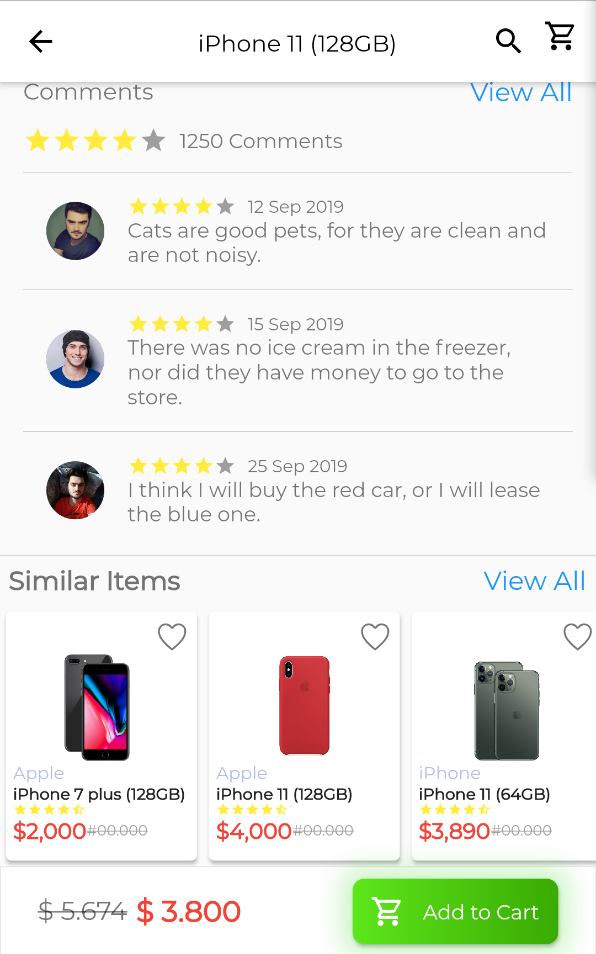 iPhone 11 (128GB)
Comments
View All
1250 Comments
12 Sep 2019
Cats are good pets, for they are clean and
are not noisy.
15 Sep 2019
There was no ice cream in the freezer,
nor did they have money to go to the
store.
25 Sep 2019
I think I will buy the red car, or I will lease
the blue one.
Similar Items
View All
Apple
iPhone 7 plus (128GB)
$2,000 #00.000
Apple
iPhone 11 (128GB)
$4,000 #00.000
iPhone
iPhone 11 (64GB)
$3,890 #00.000
$ 5.674 $ 3.800
Add to Cart